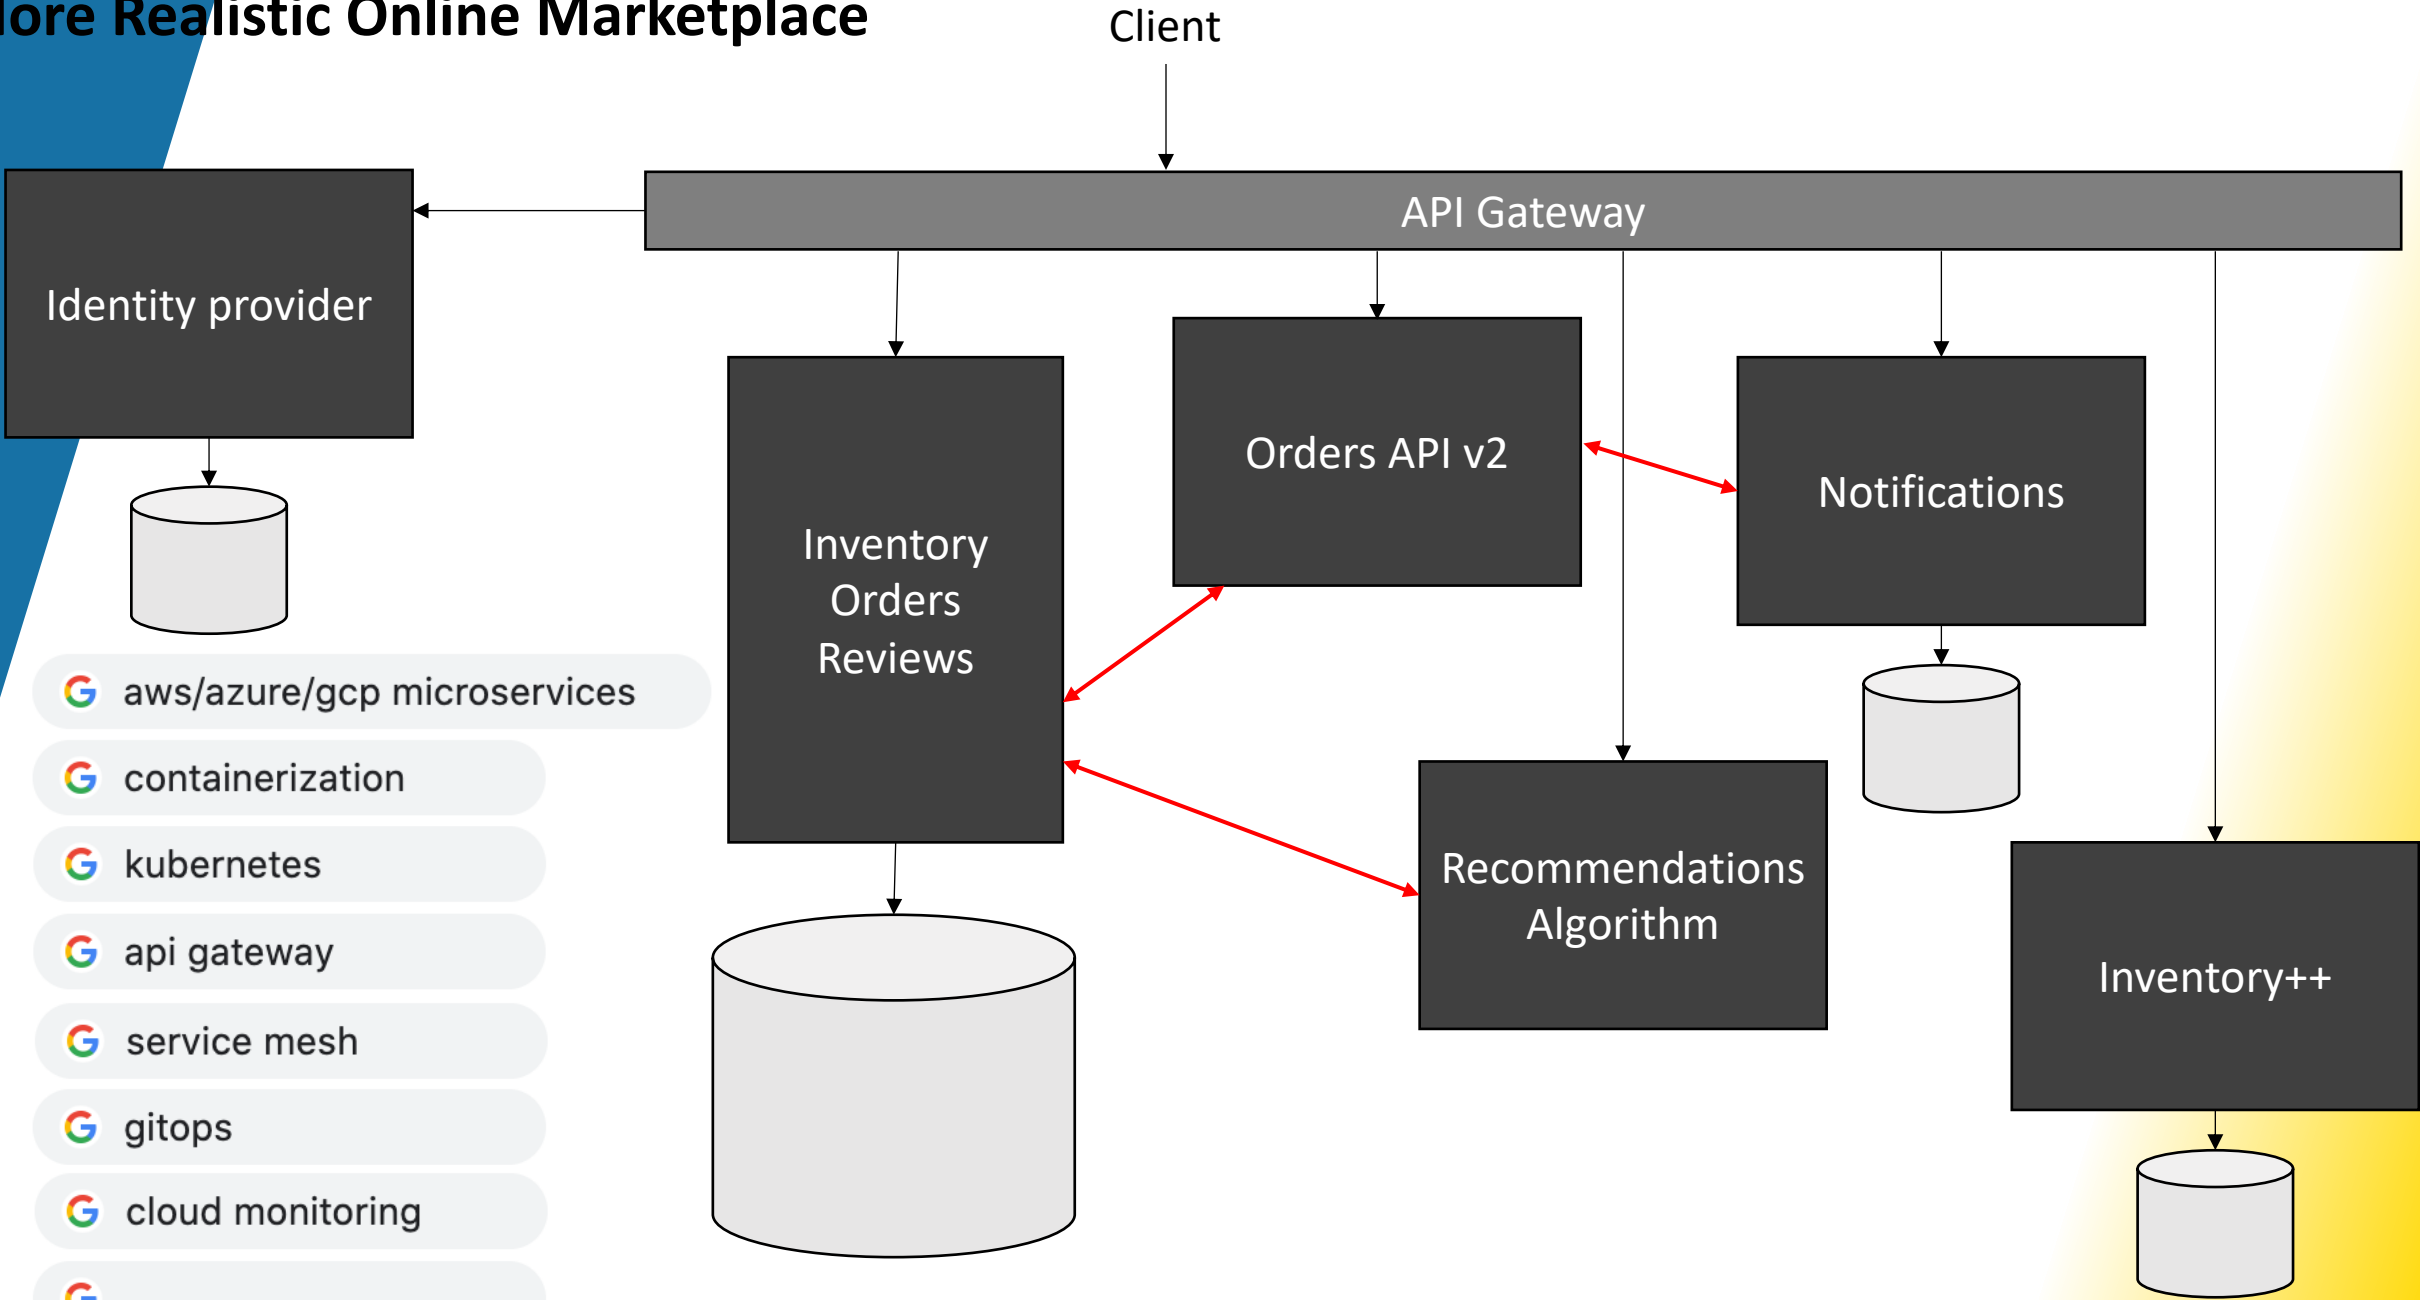 Realistic Online Marketplace
Client
API Gateway
Identity provider
Orders API v2
Notifications
Inventory
Orders
Reviews
Recommendations
Algorithm
Inventory++
aws/azure/gcp microservices
containerization
kubernetes
api gateway
service mesh
gitops
cloud monitoring